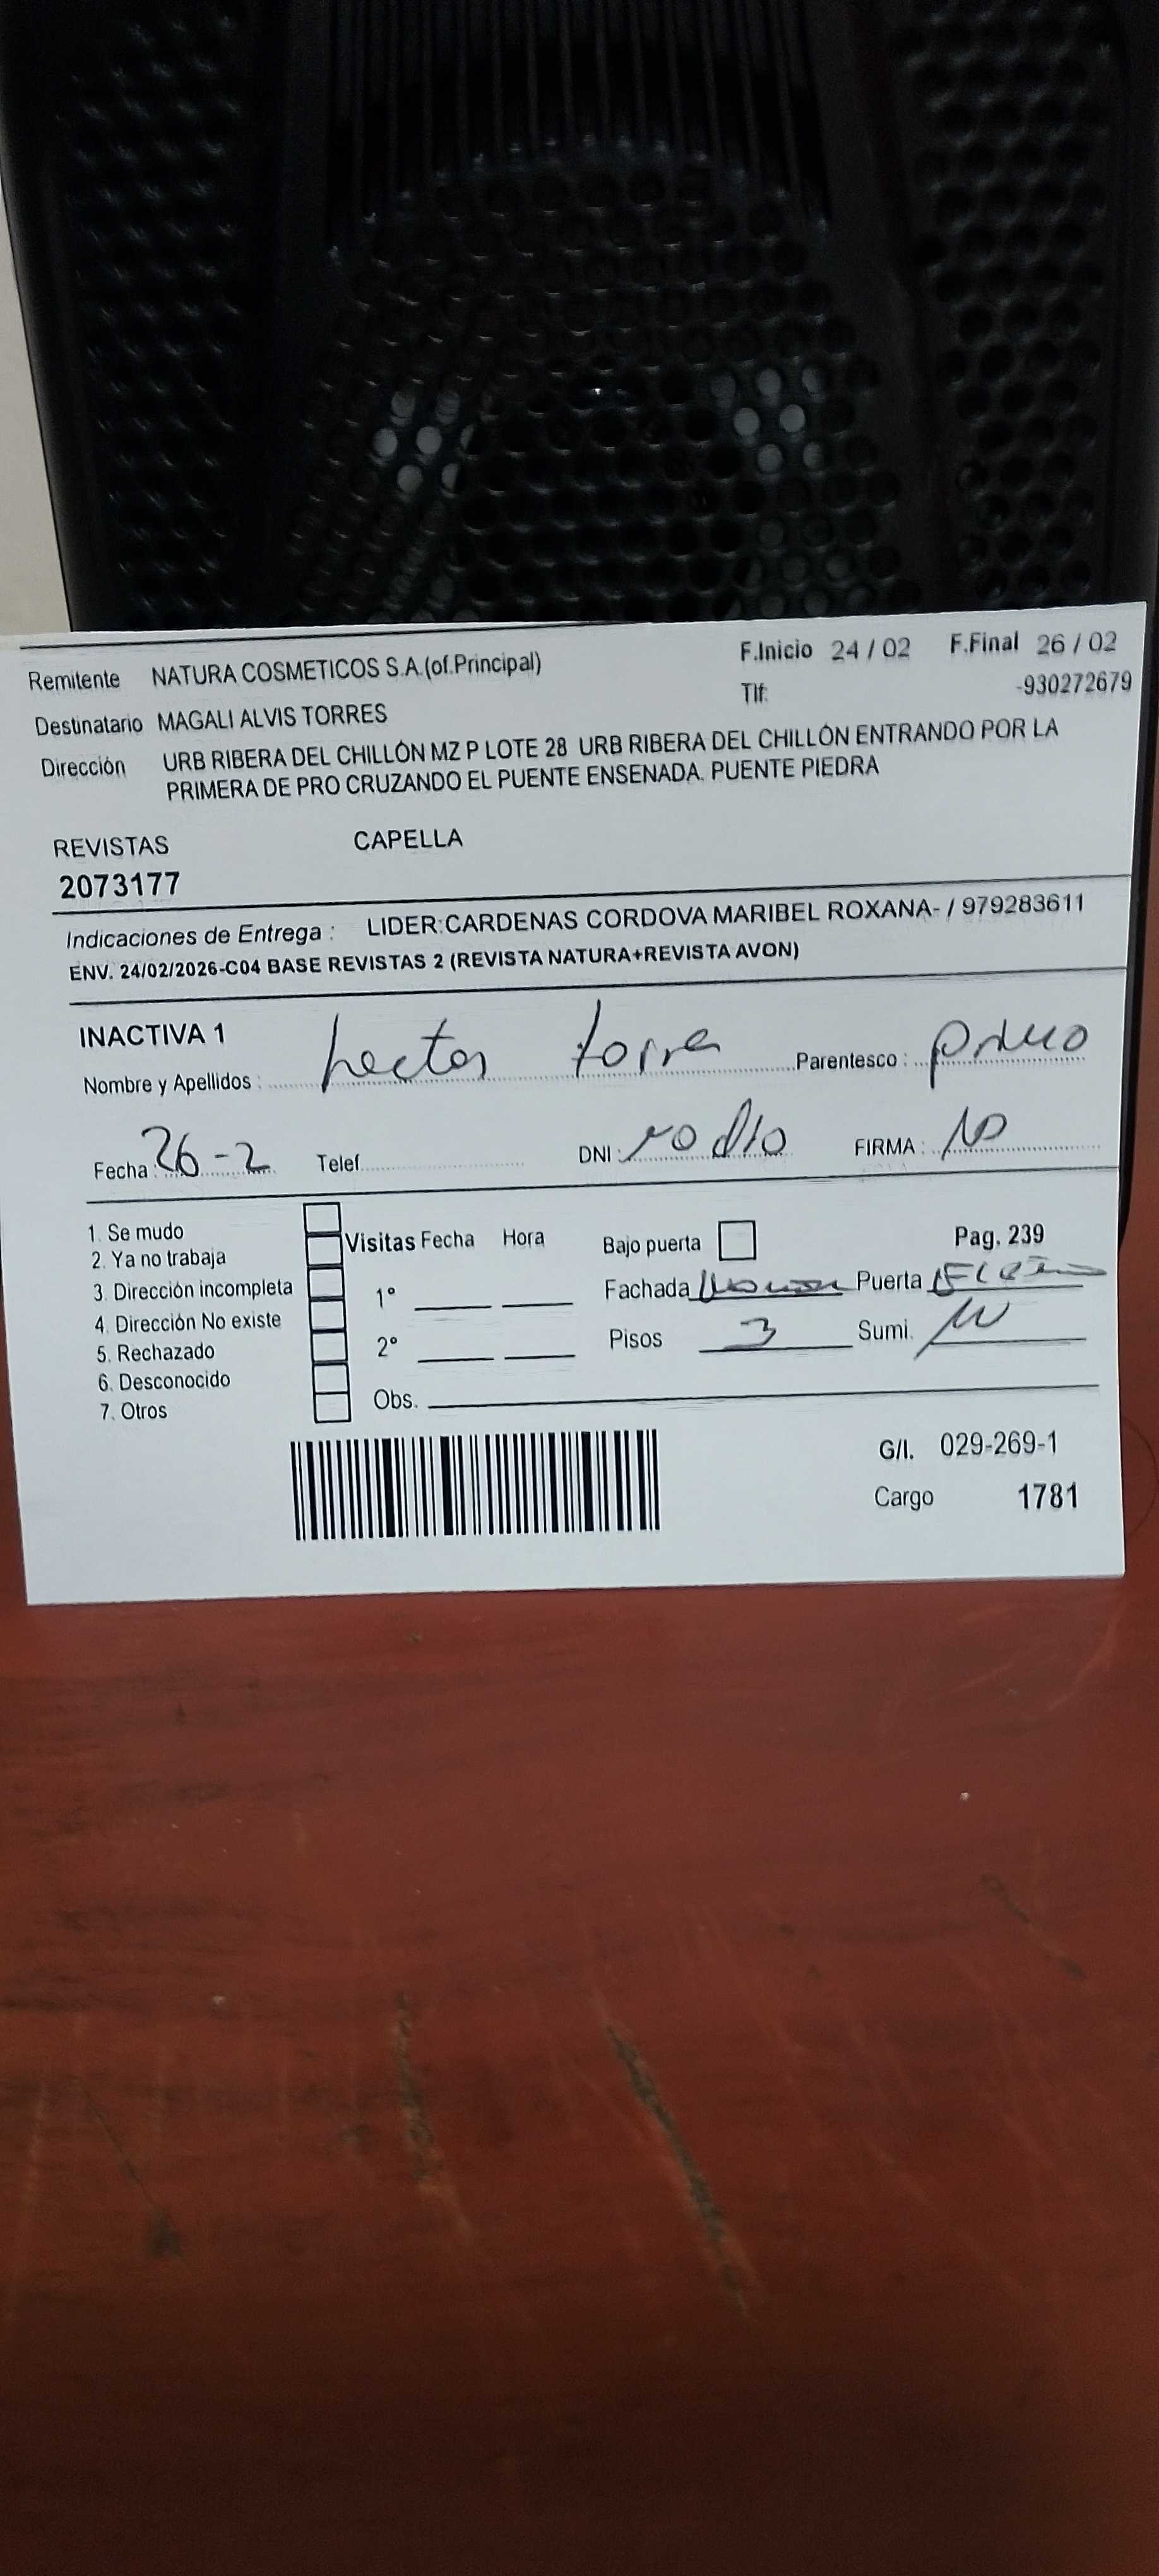 Remitente NATURA COSMETICOS S.A.(of.Principal) F.Inicio 24 / 02 F.Final 26 / 02
Tlf: -930272679
Destinatario MAGALI ALVIS TORRES
Dirección URB RIBERA DEL CHILLÓN MZ P LOTE 28 URB RIBERA DEL CHILLÓN ENTRANDO POR LA
PRIMERA DE PRO CRUZANDO EL PUENTE ENSENADA. PUENTE PIEDRA
REVISTAS CAPELLA
2073177
Indicaciones de Entrega : LIDER:CARDENAS CORDOVA MARIBEL ROXANA- / 979283611
ENV. 24/02/2026-C04 BASE REVISTAS 2 (REVISTA NATURA+REVISTA AVON)
INACTIVA 1
Nombre y Apellidos : hector torre Parentesco : primo
Fecha : 26-2 Telef. DNI : no dio FIRMA : no
1. Se mudo
2. Ya no trabaja
3. Dirección incompleta
4. Dirección No existe
5. Rechazado
6. Desconocido
7. Otros
Visitas Fecha Hora
1°
2°
Obs.
Bajo puerta Pag. 239
Fachada Puerta
Pisos 3 Sumi.
G/I. 029-269-1
Cargo 1781